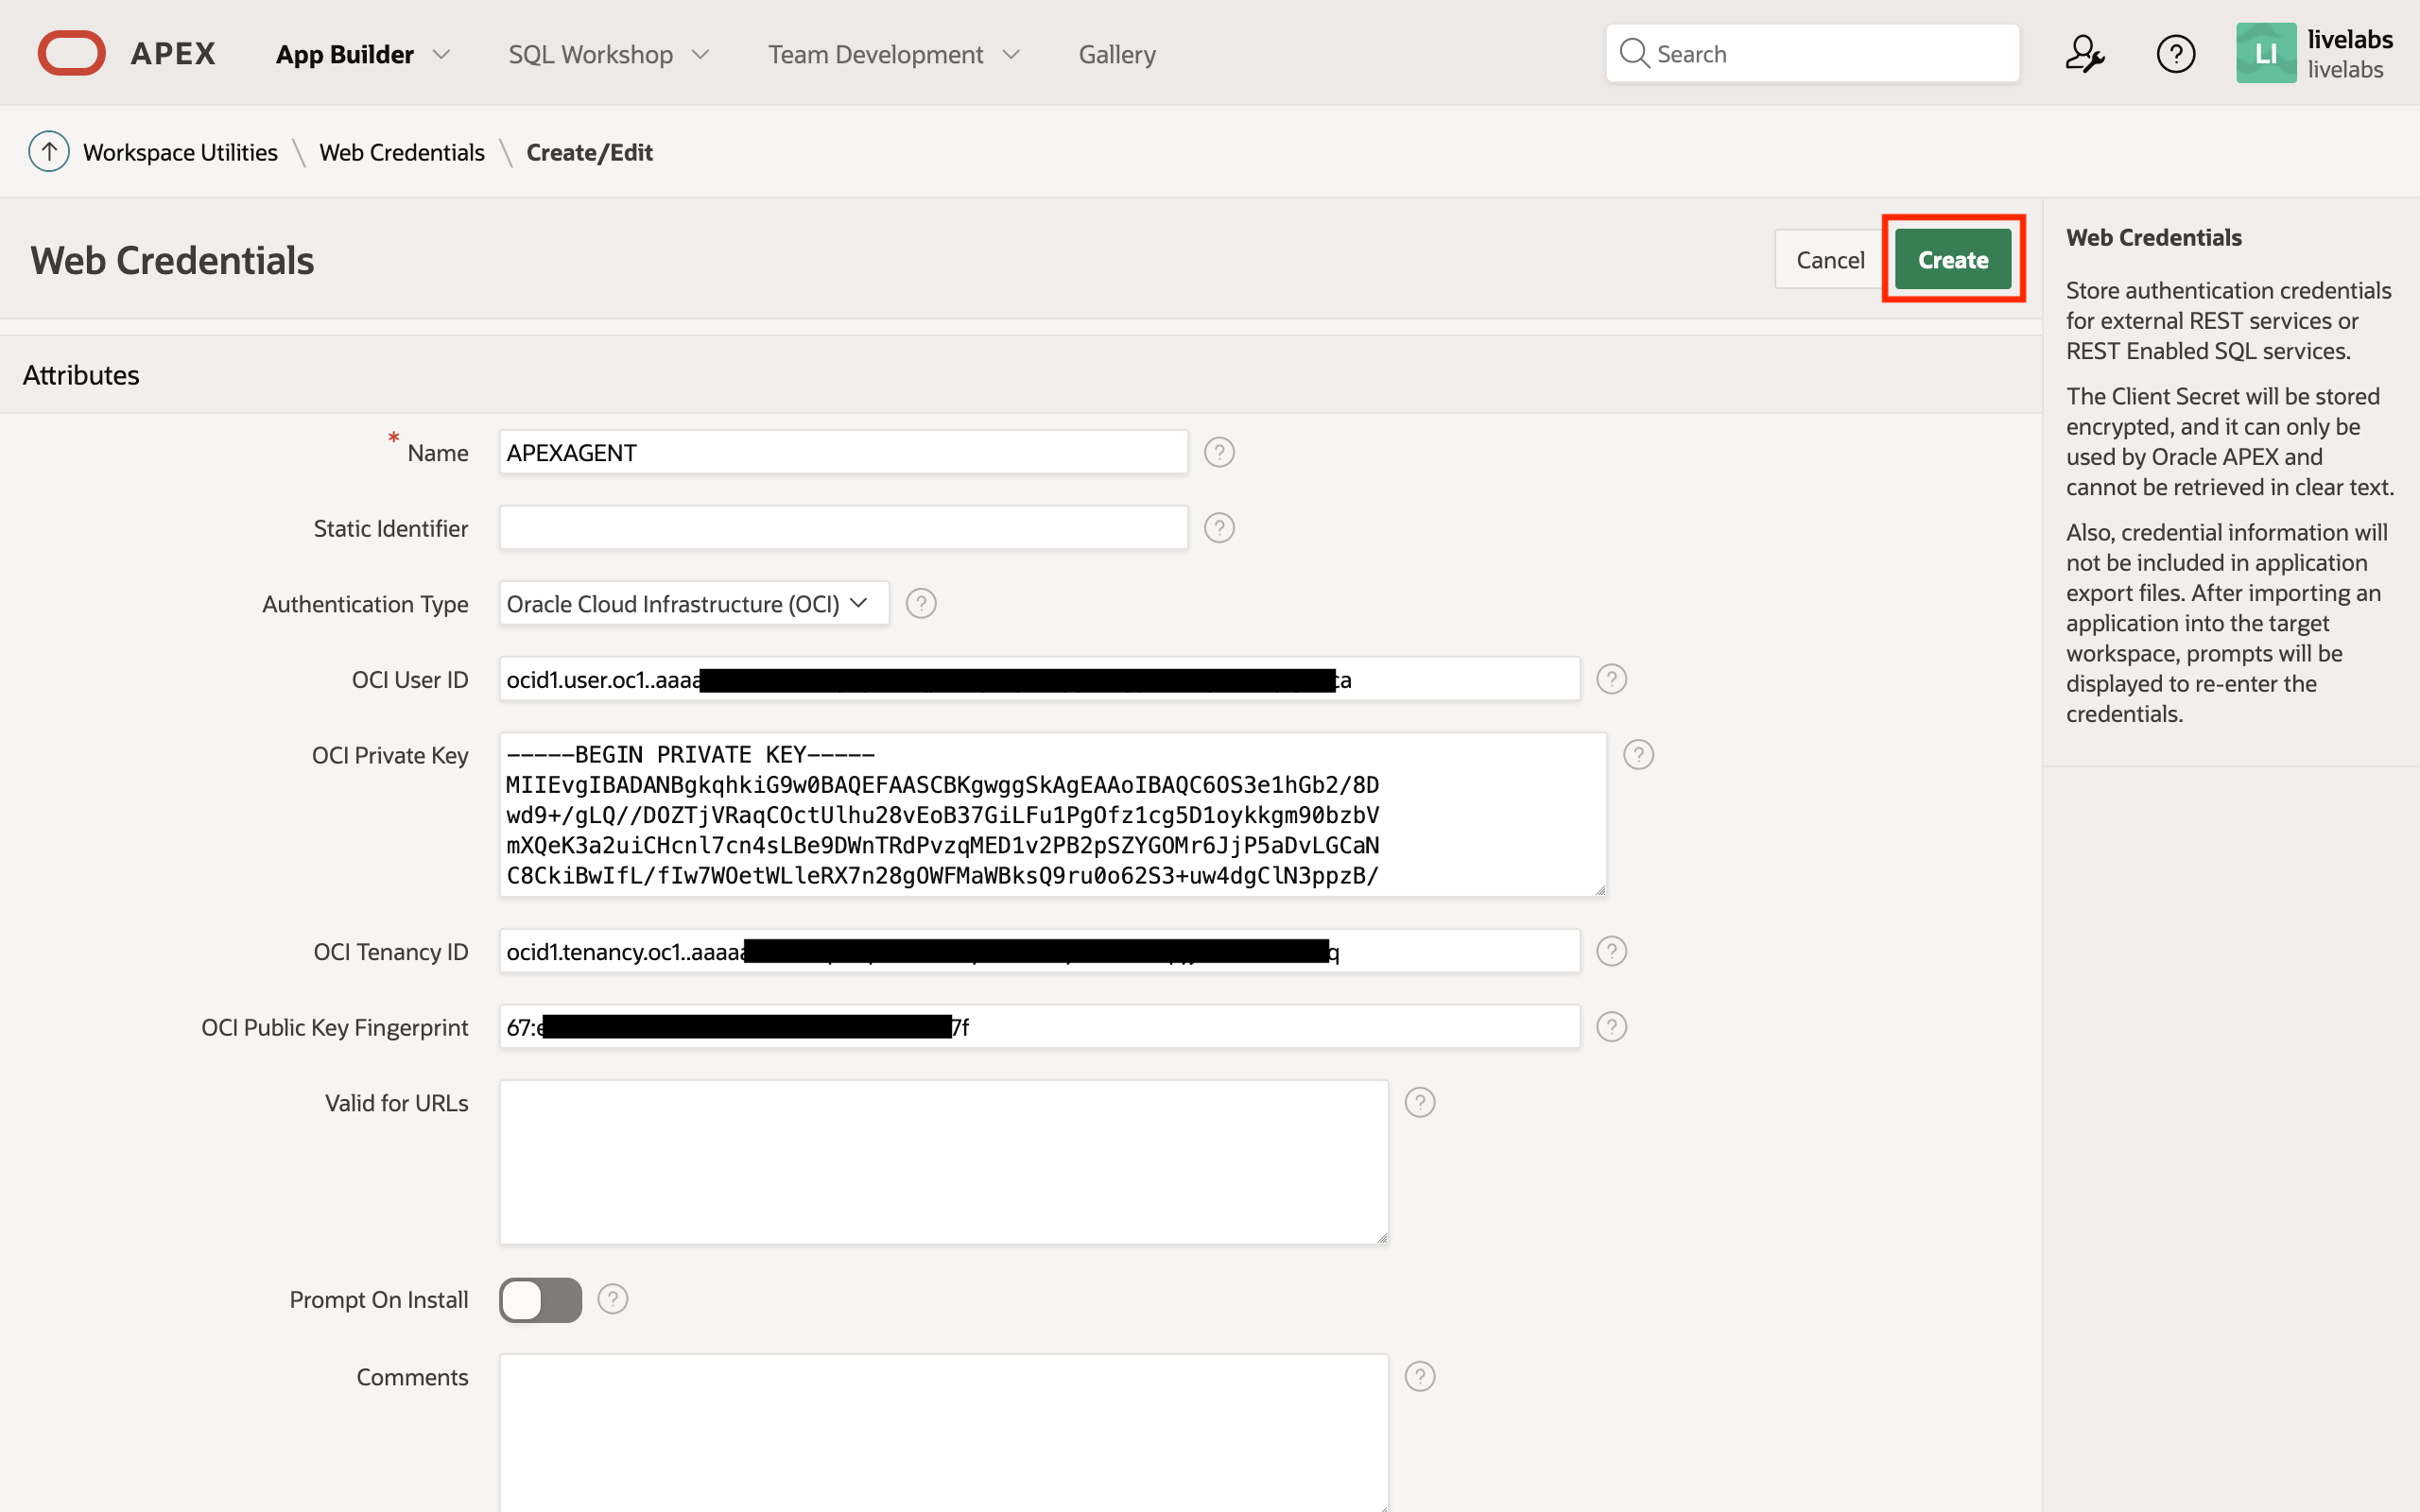 APEX
App Builder
SQL Workshop
Team Development
Gallery
Search
LI
livelabs
livelabs
Workspace Utilities \ Web Credentials \ Create/Edit
Web Credentials
Cancel
Create
Attributes
* Name
APEXAGENT
Static Identifier
Authentication Type
Oracle Cloud Infrastructure (OCI)
OCI User ID
ocid1.user.oc1..aaaa
ca
OCI Private Key
-----BEGIN PRIVATE KEY-----
MIIEvgIBADANBgkqhkiG9w0BAQEFAASCBKgwggSkAgEAAoIBAQC6OS3e1hGb2/8D
wd9+/gLQ//DOZTjVRaqCOctUlhu28vEoB37GiLFu1PgOfz1cg5D1oykkgm90bzbV
mXQeK3a2uiCHcnl7cn4sLBe9DWnTRdPvzqMED1v2PB2pSZYGOMr6JjP5aDvLGCaN
C8CkiBwIfL/fIw7WOetWLleRX7n28gOWFMaWBksQ9ru0o62S3+uw4dgClN3ppzB/
OCI Tenancy ID
ocid1.tenancy.oc1..aaaaa
q
OCI Public Key Fingerprint
67:e
7f
Valid for URLs
Prompt On Install
Comments
Web Credentials
Store authentication credentials
for external REST services or
REST Enabled SQL services.
The Client Secret will be stored
encrypted, and it can only be
used by Oracle APEX and
cannot be retrieved in clear text.
Also, credential information will
not be included in application
export files. After importing an
application into the target
workspace, prompts will be
displayed to re-enter the
credentials.